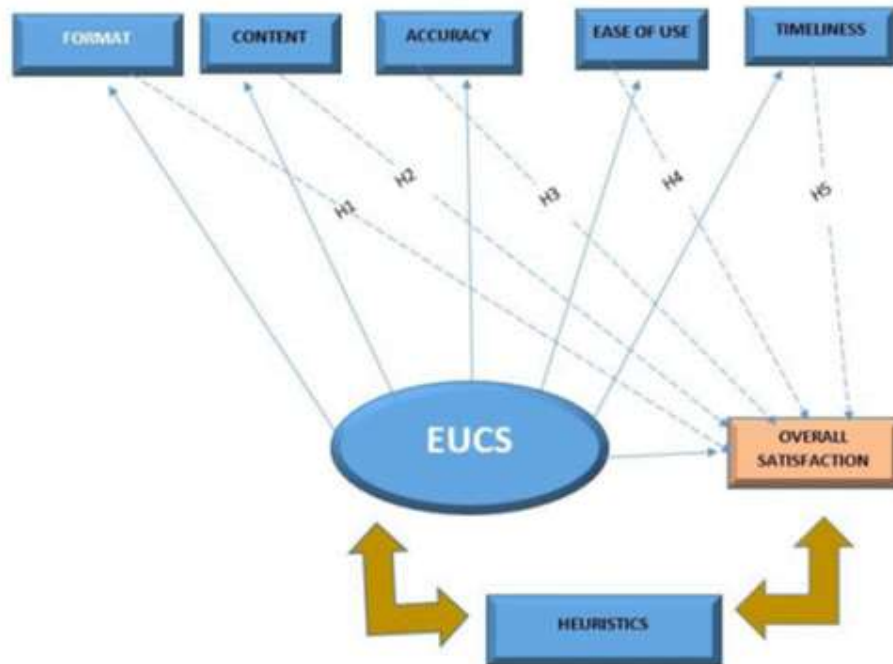 FORMAT
CONTENT
ACCURACY
EASE OF USE
TIMELINESS
H1
H2
H3
H4
H5
EUCS
OVERALL
SATISFACTION
HEURISTICS